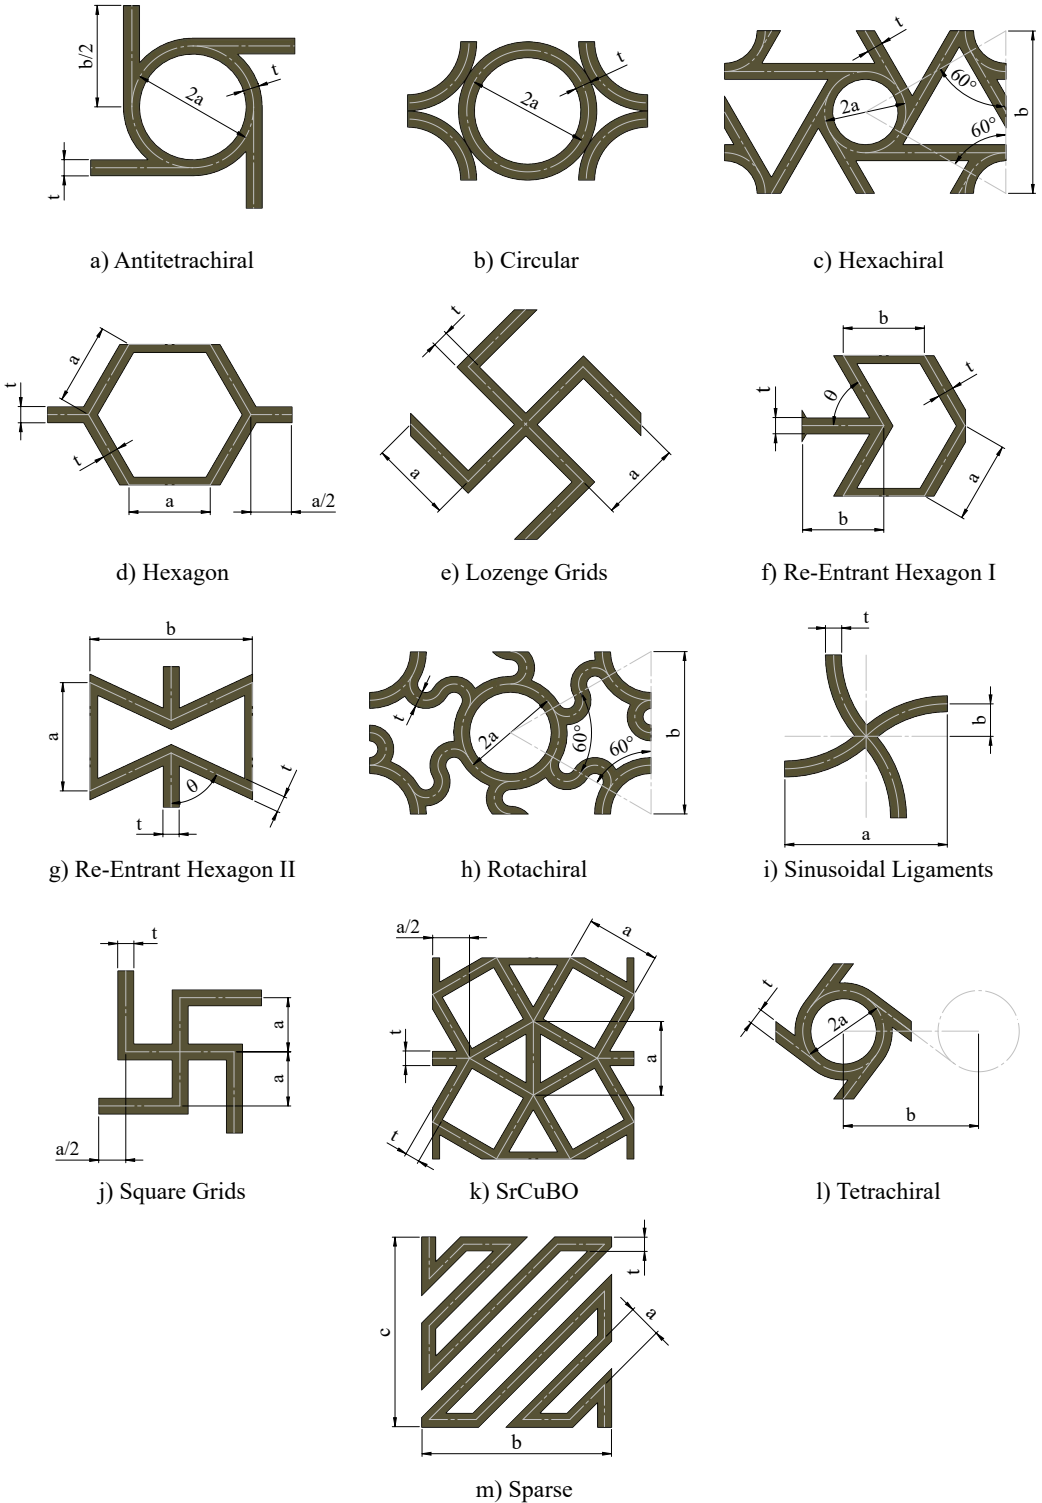 b/2
2a
t
t
a) Antitetrachiral
t
2a
b) Circular
t
60°
2a
60°
b
c) Hexachiral
a
t
t
a
a/2
d) Hexagon
t
a
a
e) Lozenge Grids
b
t
θ
t
a
b
f) Re-Entrant Hexagon I
b
a
θ
t
t
g) Re-Entrant Hexagon II
t
2a
60°
60°
b
h) Rotachiral
t
b
a
i) Sinusoidal Ligaments
t
a
a
a/2
j) Square Grids
a/2
a
t
a
t
k) SrCuBO
t
2a
b
l) Tetrachiral
t
a
c
b
m) Sparse